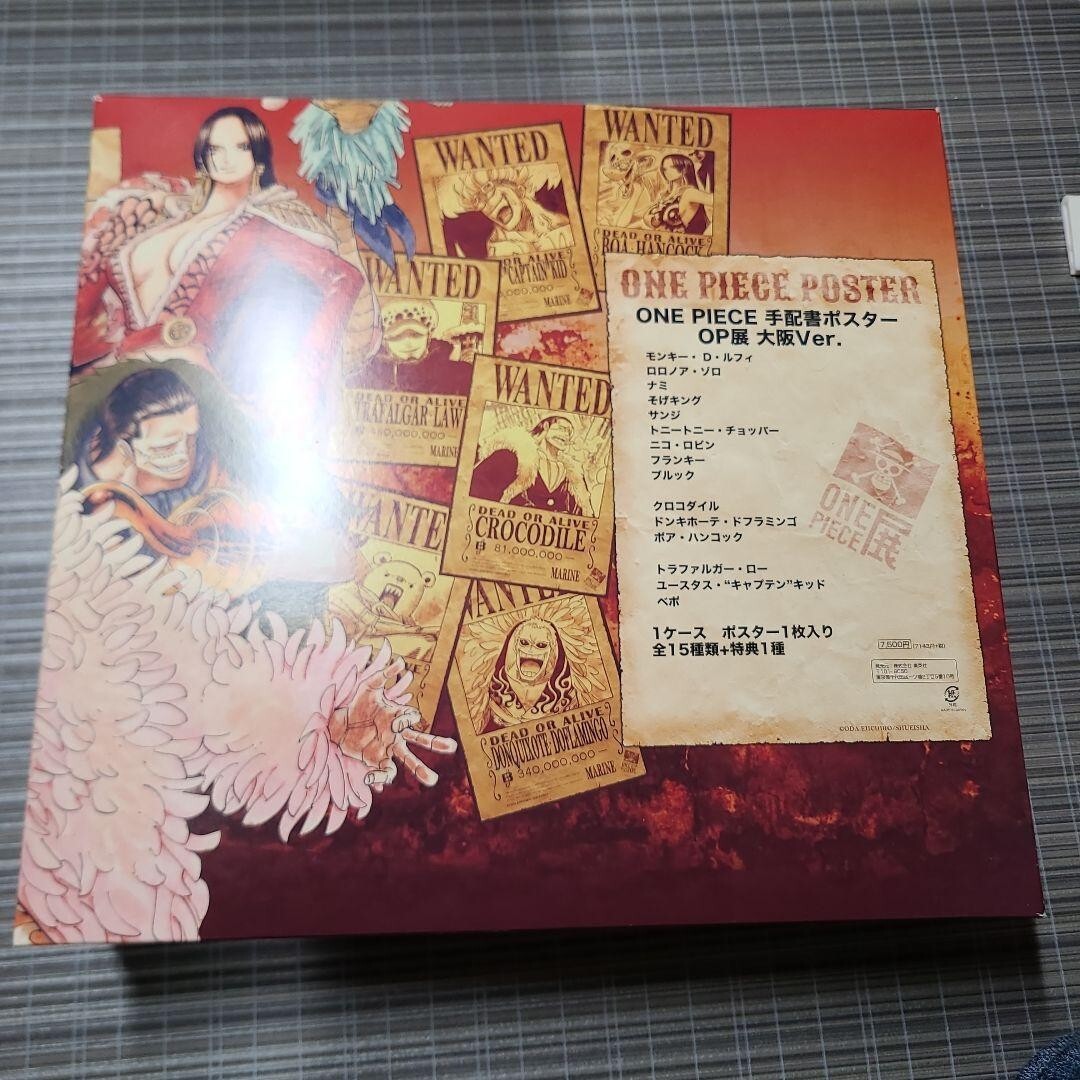 WANTED
OR ALIVE
"CAPTAIN" KID
MARINE
WANTED
DEAD OR ALIVE
BOA·HANCOCK
WANTED
DEAD OR ALIVE
TRAFALGAR·LAW
MARINE
WANTED
DEAD OR ALIVE
CROCODILE
81,000,000—
MARINE
WANTE
WANTED
DEAD OR ALIVE
DONQUIXOTE·DOFLAMINGO
340,000,000—
MARINE
ONE PIECE POSTER
ONE PIECE 手配書ポスター
OP展 大阪Ver.
モンキー・D・ルフィ
ロロノア・ゾロ
ナミ
そげキング
サンジ
トニートニー・チョッパー
ニコ・ロビン
フランキー
ブルック
クロコダイル
ドンキホーテ・ドフラミンゴ
ボア・ハンコック
トラファルガー・ロー
ユースタス・“キャプテン”キッド
ベポ
1ケース ポスター1枚入り
全15種類+特典1種
ONE PIECE 展
7,500円
©ODA EIICHIRO/SHUEISHA